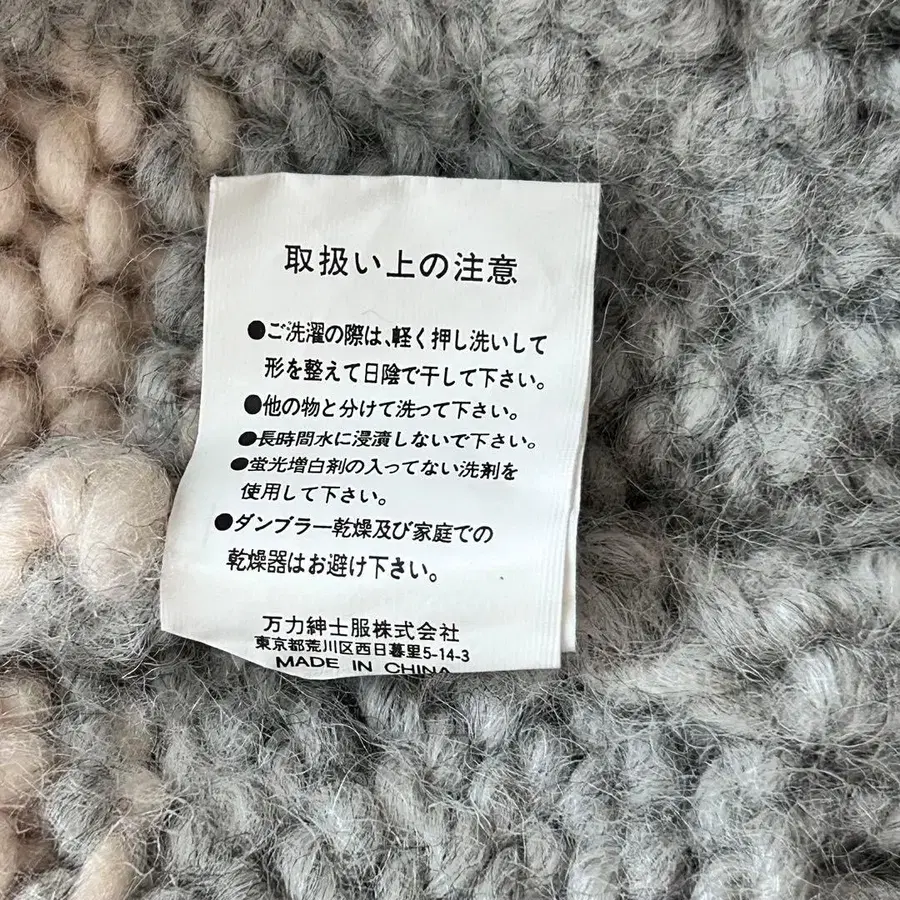 取扱い上の注意
●ご洗濯の際は、軽く押し洗いして
形を整えて日陰で干して下さい。
●他の物と分けて洗って下さい。
●長時間水に浸漬しないで下さい。
●蛍光増白剤の入ってない洗剤を
使用して下さい。
●ダンブラー乾燥及び家庭での
乾燥器はお避け下さい。
万力紳士服株式会社
東京都荒川区西日暮里5-14-3
MADE IN CHINA